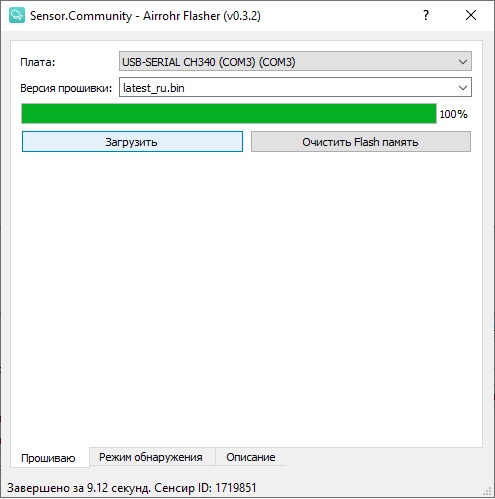 Sensor.Community - Airrohr Flasher (v0.3.2)
Плата: USB-SERIAL CH340 (COM3) (COM3)
Версия прошивки: latest_ru.bin
100%
Загрузить Очистить Flash память
Прошиваю Режим обнаружения Описание
Завершено за 9.12 секунд. Сенсир ID: 1719851